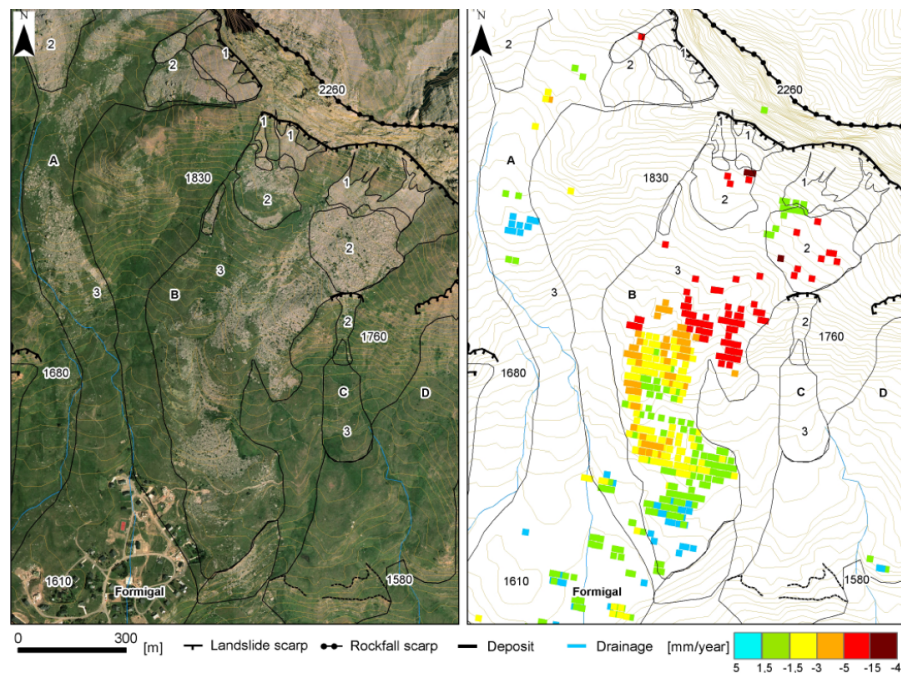 N
2
1
2
2260
A
1
1
1830
1
2
2
3
3
B
2
1680
1760
C
D
3
1610
Formigal
1580
N
2
1
2
2260
A
1
1
1830
1
2
2
3
3
B
2
1680
1760
C
D
3
1610
Formigal
1580
0 300 [m] Landslide scarp Rockfall scarp Deposit Drainage [mm/year]
5 1,5 -1,5 -3 -5 -15 -4